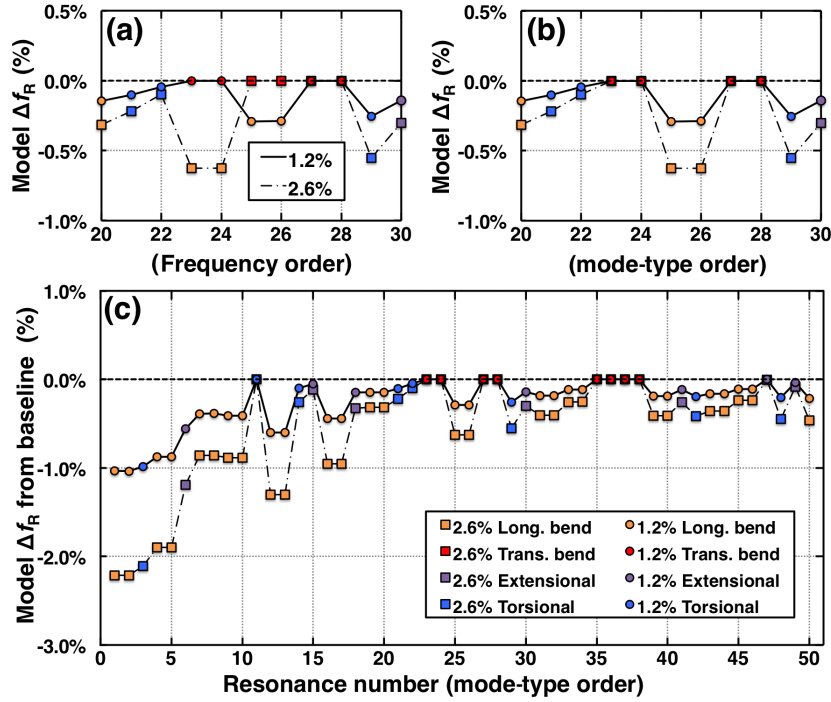 (a)
Model ΔfR (%)
0.5%
0.0%
-0.5%
-1.0%
1.2%
2.6%
20 22 24 26 28 30
(Frequency order)
(b)
Model ΔfR (%)
0.5%
0.0%
-0.5%
-1.0%
20 22 24 26 28 30
(mode-type order)
(c)
Model ΔfR from baseline (%)
1.0%
0.0%
-1.0%
-2.0%
-3.0%
2.6% Long. bend 1.2% Long. bend
2.6% Trans. bend 1.2% Trans. bend
2.6% Extensional 1.2% Extensional
2.6% Torsional 1.2% Torsional
0 5 10 15 20 25 30 35 40 45 50
Resonance number (mode-type order)